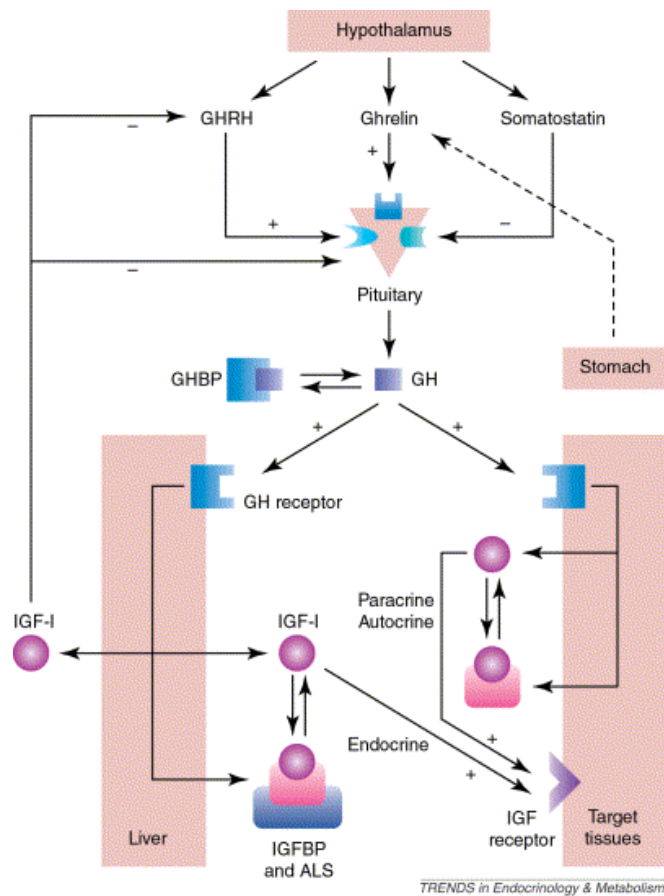 Hypothalamus
GHRH
Ghrelin
Somatostatin
–
+
+
–
–
Pituitary
Stomach
GHBP
GH
+
+
GH receptor
IGF-I
IGF-I
Paracrine
Autocrine
Endocrine
+
+
Liver
IGFBP
and ALS
IGF
receptor
Target
tissues
TRENDS in Endocrinology & Metabolism